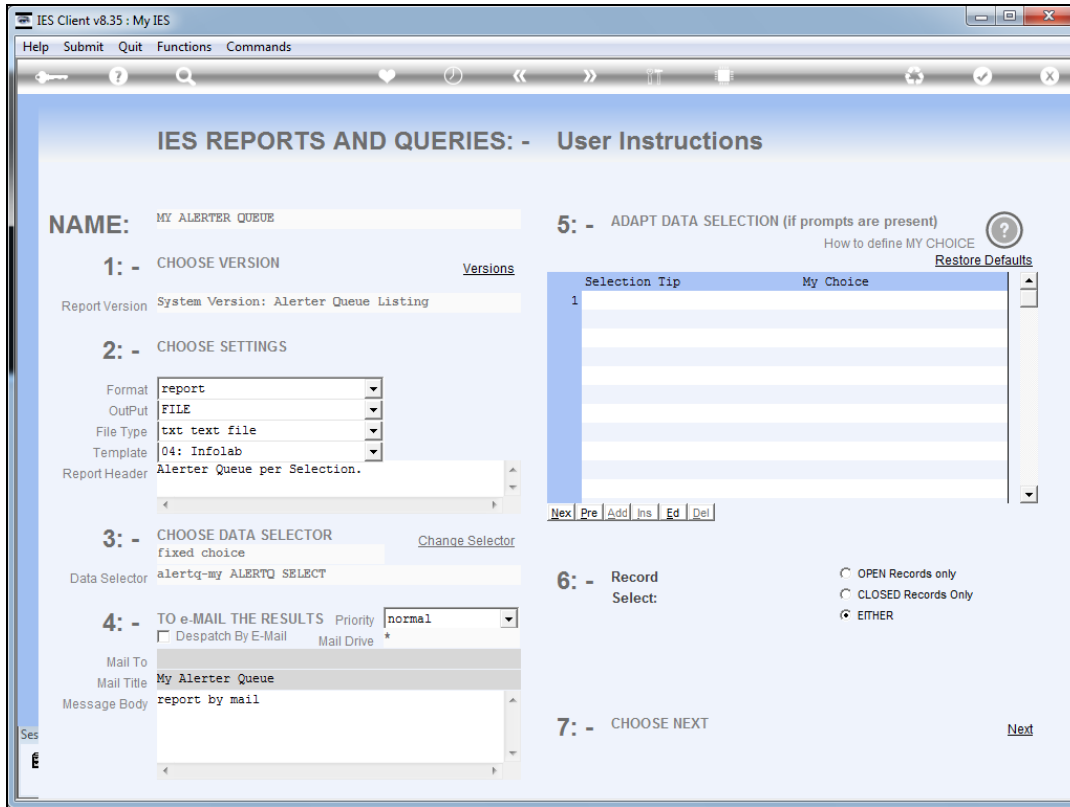 IES Client v8.35 : My IES
Help Submit Quit Functions Commands
IES REPORTS AND QUERIES: - User Instructions
NAME: MY ALERTER QUEUE
1: - CHOOSE VERSION Versions
Report Version System Version: Alerter Queue Listing
2: - CHOOSE SETTINGS
Format report
OutPut FILE
File Type txt text file
Template 04: Infolab
Report Header Alerter Queue per Selection.
3: - CHOOSE DATA SELECTOR Change Selector
fixed choice
Data Selector alertq-my ALERTQ SELECT
4: - TO e-MAIL THE RESULTS Priority normal
Despatch By E-Mail Mail Drive *
Mail To
Mail Title My Alerter Queue
Message Body report by mail
5: - ADAPT DATA SELECTION (if prompts are present)
How to define MY CHOICE ?
Restore Defaults
Selection Tip My Choice
1
Nex Pre Add Ins Ed Del
6: - Record Select:
OPEN Records only
CLOSED Records Only
EITHER
7: - CHOOSE NEXT Next
Ses